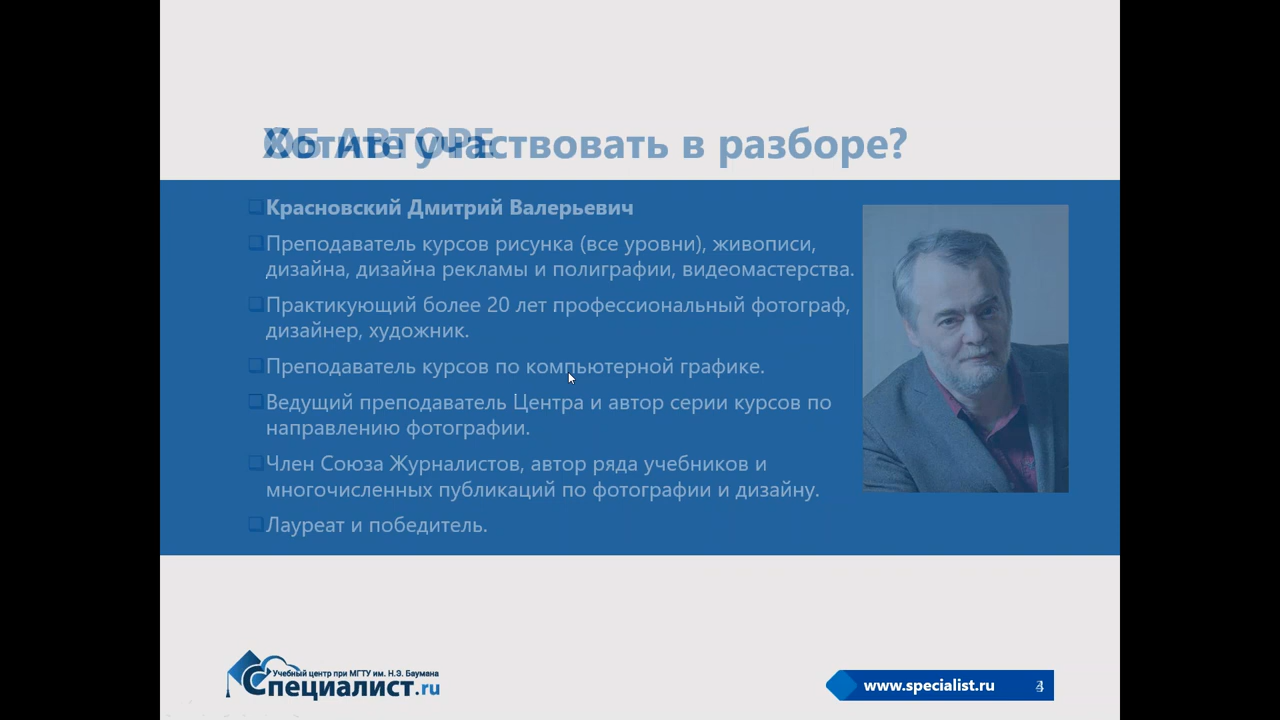 ОБ АВТОРЕ
Хотите участвовать в разборе?
Красновский Дмитрий Валерьевич
Преподаватель курсов рисунка (все уровни), живописи,
дизайна, дизайна рекламы и полиграфии, видеомастерства.
Практикующий более 20 лет профессиональный фотограф,
дизайнер, художник.
Преподаватель курсов по компьютерной графике.
Ведущий преподаватель Центра и автор серии курсов по
направлению фотографии.
Член Союза Журналистов, автор ряда учебников и
многочисленных публикаций по фотографии и дизайну.
Лауреат и победитель.
Учебный центр при МГТУ им. Н.Э. Баумана
Специалист.ru
www.specialist.ru